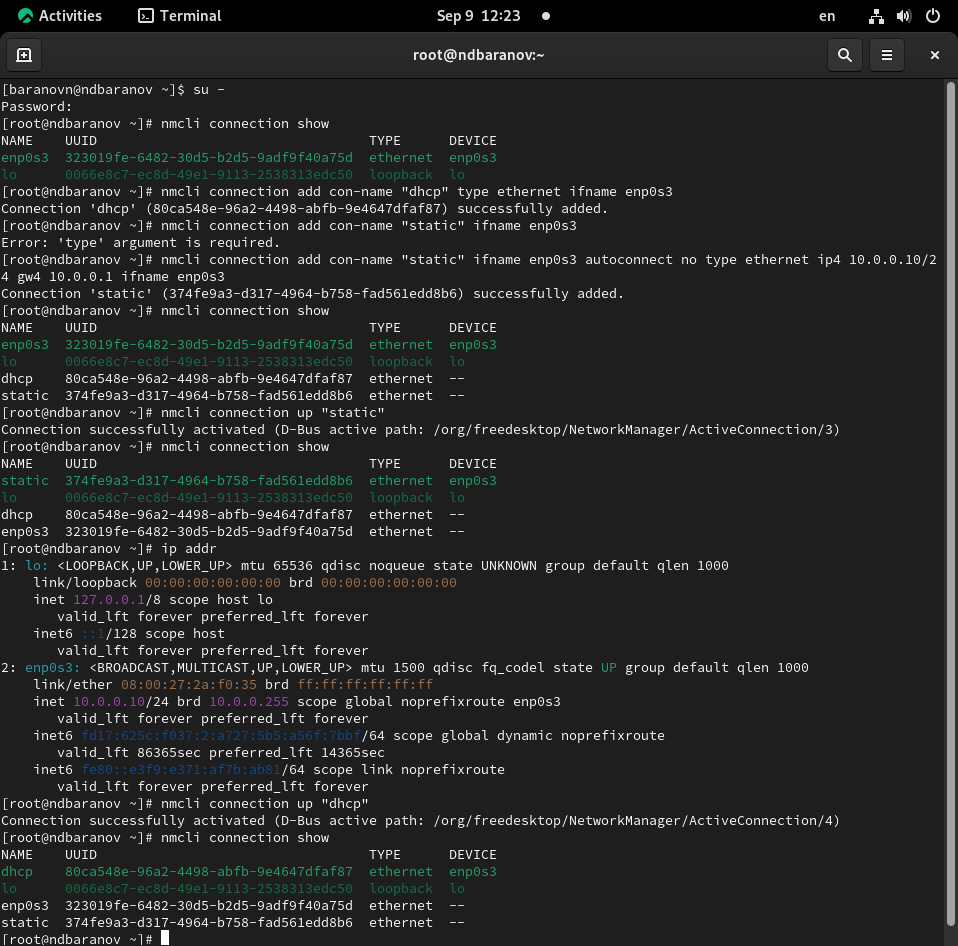 Activities Terminal Sep 9 12:23 en
root@ndbaranov:~
[baranovn@ndbaranov ~]$ su -
Password:
[root@ndbaranov ~]# nmcli connection show
NAME    UUID                                  TYPE      DEVICE
enp0s3  323019fe-6482-30d5-b2d5-9adf9f40a75d  ethernet  enp0s3
lo      0066e8c7-ec8d-49e1-9113-2538313edc50  loopback  lo
[root@ndbaranov ~]# nmcli connection add con-name "dhcp" type ethernet ifname enp0s3
Connection 'dhcp' (80ca548e-96a2-4498-abfb-9e4647dfaf87) successfully added.
[root@ndbaranov ~]# nmcli connection add con-name "static" ifname enp0s3
Error: 'type' argument is required.
[root@ndbaranov ~]# nmcli connection add con-name "static" ifname enp0s3 autoconnect no type ethernet ip4 10.0.0.10/2
4 gw4 10.0.0.1 ifname enp0s3
Connection 'static' (374fe9a3-d317-4964-b758-fad561edd8b6) successfully added.
[root@ndbaranov ~]# nmcli connection show
NAME    UUID                                  TYPE      DEVICE
enp0s3  323019fe-6482-30d5-b2d5-9adf9f40a75d  ethernet  enp0s3
lo      0066e8c7-ec8d-49e1-9113-2538313edc50  loopback  lo
dhcp    80ca548e-96a2-4498-abfb-9e4647dfaf87  ethernet  --
static  374fe9a3-d317-4964-b758-fad561edd8b6  ethernet  --
[root@ndbaranov ~]# nmcli connection up "static"
Connection successfully activated (D-Bus active path: /org/freedesktop/NetworkManager/ActiveConnection/3)
[root@ndbaranov ~]# nmcli connection show
NAME    UUID                                  TYPE      DEVICE
static  374fe9a3-d317-4964-b758-fad561edd8b6  ethernet  enp0s3
lo      0066e8c7-ec8d-49e1-9113-2538313edc50  loopback  lo
dhcp    80ca548e-96a2-4498-abfb-9e4647dfaf87  ethernet  --
enp0s3  323019fe-6482-30d5-b2d5-9adf9f40a75d  ethernet  --
[root@ndbaranov ~]# ip addr
1: lo: <LOOPBACK,UP,LOWER_UP> mtu 65536 qdisc noqueue state UNKNOWN group default qlen 1000
    link/loopback 00:00:00:00:00:00 brd 00:00:00:00:00:00
    inet 127.0.0.1/8 scope host lo
       valid_lft forever preferred_lft forever
    inet6 ::1/128 scope host
       valid_lft forever preferred_lft forever
2: enp0s3: <BROADCAST,MULTICAST,UP,LOWER_UP> mtu 1500 qdisc fq_codel state UP group default qlen 1000
    link/ether 08:00:27:2a:f0:35 brd ff:ff:ff:ff:ff:ff
    inet 10.0.0.10/24 brd 10.0.0.255 scope global noprefixroute enp0s3
       valid_lft forever preferred_lft forever
    inet6 fd17:625c:f037:2:a727:5b5:a56f:7bbf/64 scope global dynamic noprefixroute
       valid_lft 86365sec preferred_lft 14365sec
    inet6 fe80::e3f9:e371:af7b:ab81/64 scope link noprefixroute
       valid_lft forever preferred_lft forever
[root@ndbaranov ~]# nmcli connection up "dhcp"
Connection successfully activated (D-Bus active path: /org/freedesktop/NetworkManager/ActiveConnection/4)
[root@ndbaranov ~]# nmcli connection show
NAME    UUID                                  TYPE      DEVICE
dhcp    80ca548e-96a2-4498-abfb-9e4647dfaf87  ethernet  enp0s3
lo      0066e8c7-ec8d-49e1-9113-2538313edc50  loopback  lo
enp0s3  323019fe-6482-30d5-b2d5-9adf9f40a75d  ethernet  --
static  374fe9a3-d317-4964-b758-fad561edd8b6  ethernet  --
[root@ndbaranov ~]#